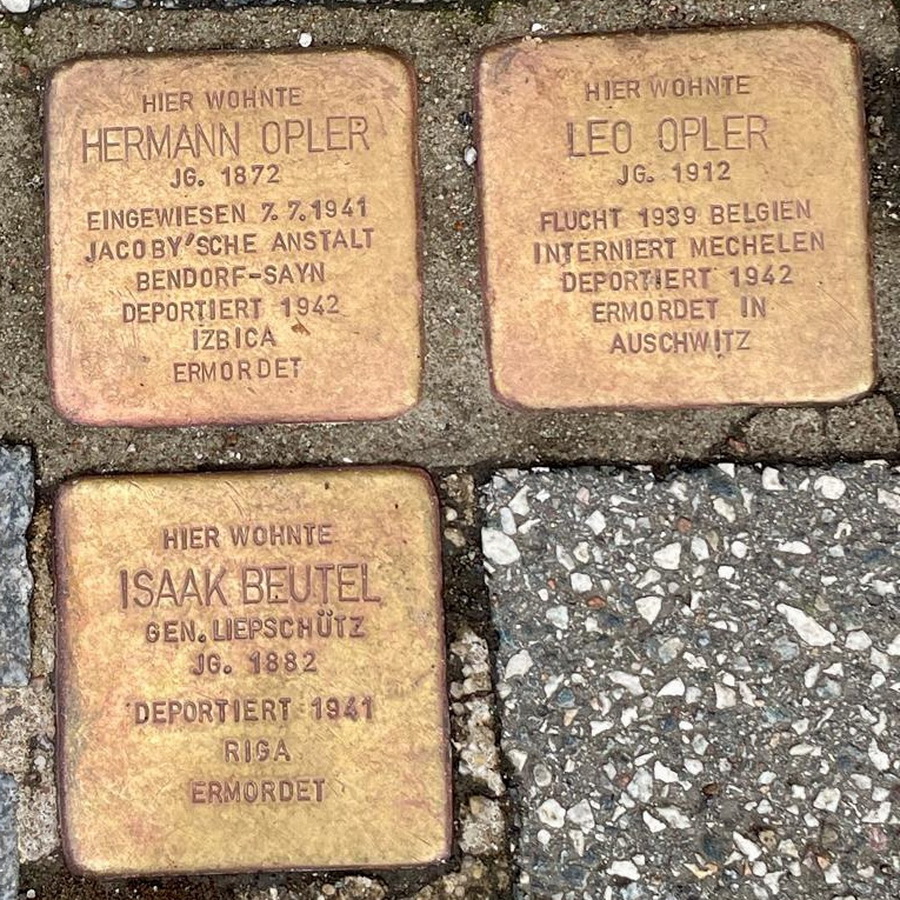 HIER WOHNTE
HERMANN OPLER
JG. 1872
EINGEWIESEN 7.7.1941
JACOBY'SCHE ANSTALT
BENDORF-SAYN
DEPORTIERT 1942
IZBICA
ERMORDET
HIER WOHNTE
LEO OPLER
JG. 1912
FLUCHT 1939 BELGIEN
INTERNIERT MECHELEN
DEPORTIERT 1942
ERMORDET IN
AUSCHWITZ
HIER WOHNTE
ISAAK BEUTEL
GEN. LIEPSCHÜTZ
JG. 1882
DEPORTIERT 1941
RIGA
ERMORDET